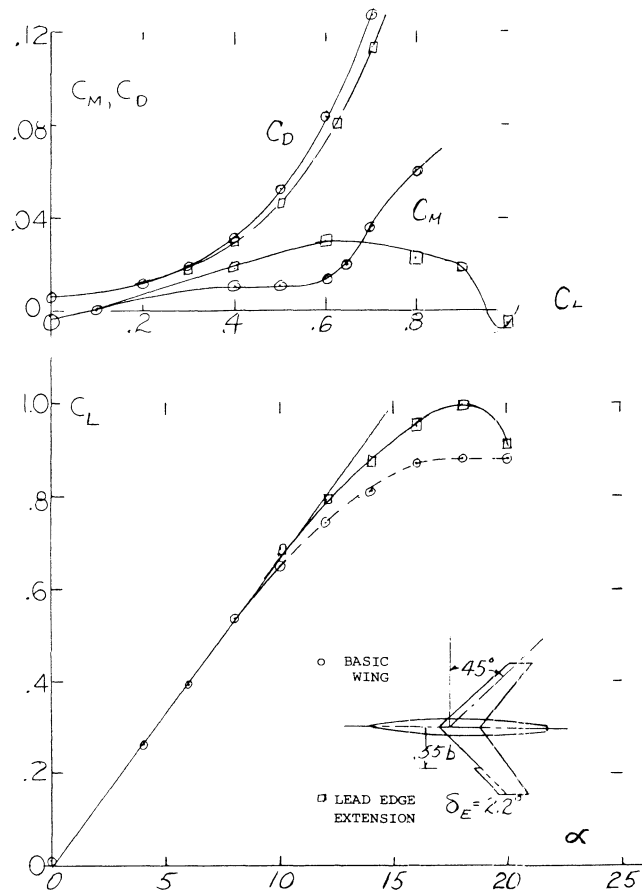 .12
C_M, C_D
.08
C_D
.04
C_M
0
.2
.4
.6
.8
1.0
C_L
1.0
C_L
.8
.6
.4
.2
0
BASIC
WING
45°
.55b
LEAD EDGE
EXTENSION
δ_E = 2.2°
α
0
5
10
15
20
25